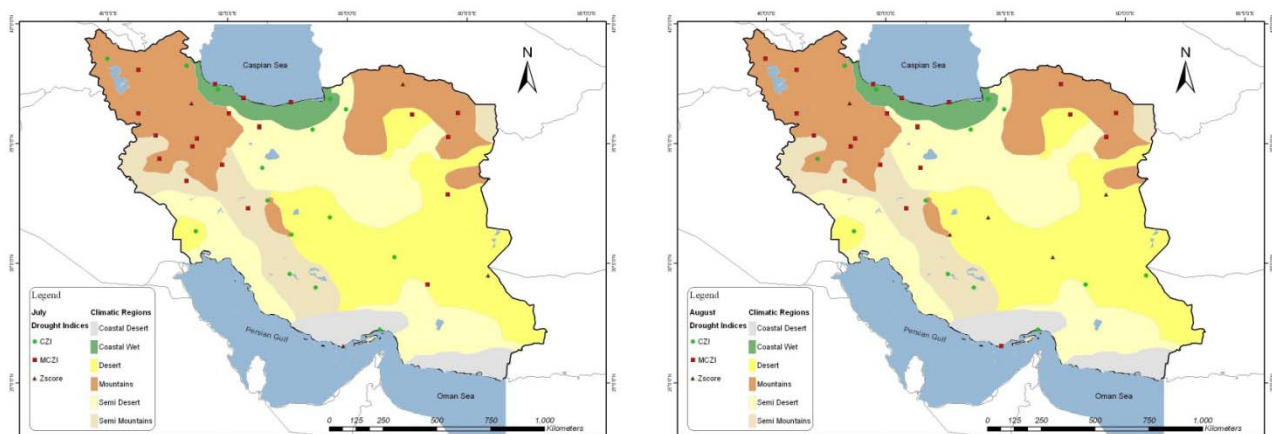 N
Caspian Sea
Persian Gulf
Oman Sea
Legend
July
Drought Indices
CZI
MCZI
Zscore
Climatic Regions
Coastal Desert
Coastal Wet
Desert
Mountains
Semi Desert
Semi Mountains
0 125 250 500 750 1,000
Kilometers
N
Caspian Sea
Persian Gulf
Oman Sea
Legend
August
Drought Indices
CZI
MCZI
Zscore
Climatic Regions
Coastal Desert
Coastal Wet
Desert
Mountains
Semi Desert
Semi Mountains
0 125 250 500 750 1,000
Kilometers